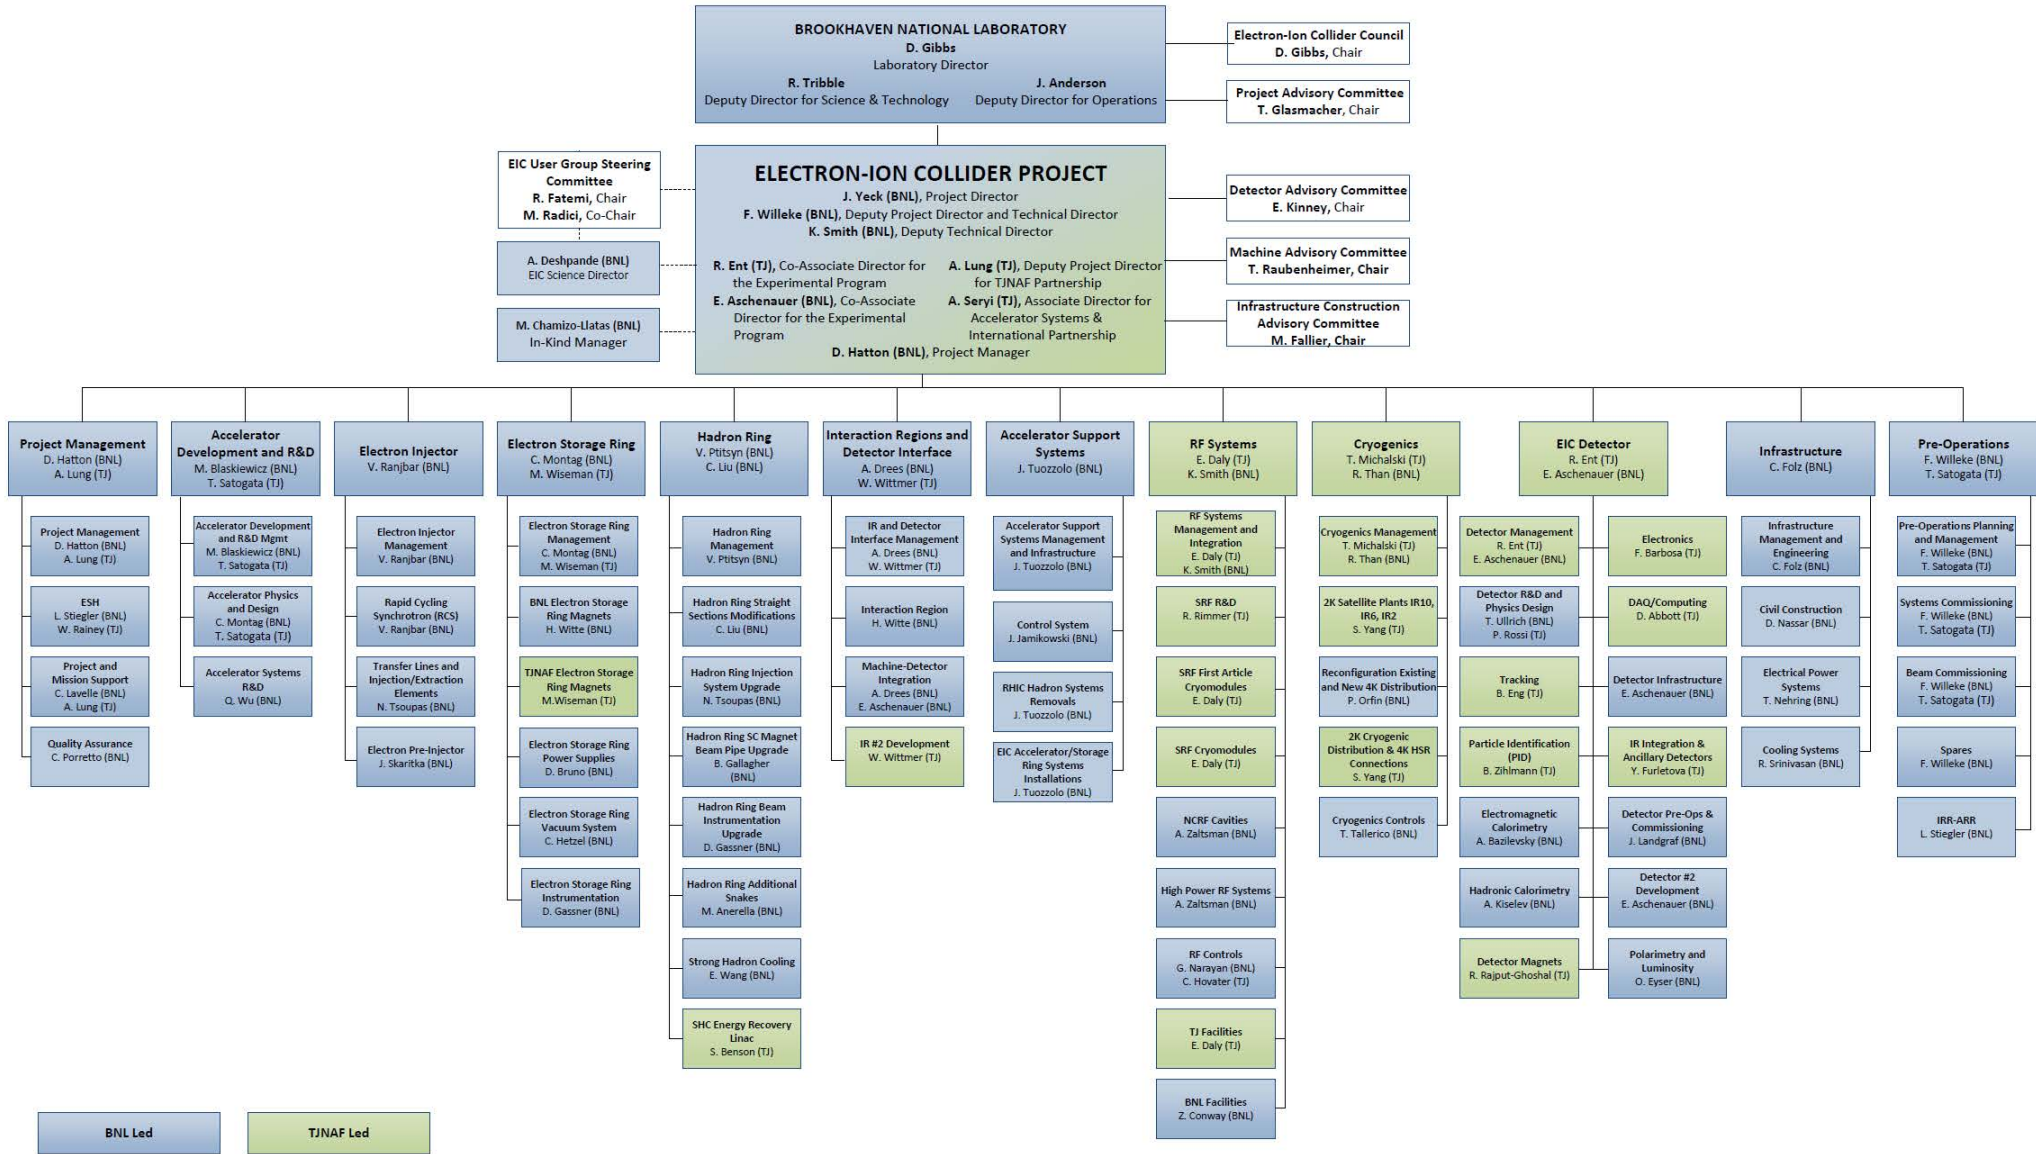 BROOKHAVEN NATIONAL LABORATORY
D. Gibbs
Laboratory Director
R. Tribble
Deputy Director for Science & Technology
J. Anderson
Deputy Director for Operations
Electron-Ion Collider Council
D. Gibbs, Chair
Project Advisory Committee
T. Glasmacher, Chair
EIC User Group Steering
Committee
R. Fatemi, Chair
M. Radici, Co-Chair
A. Deshpande (BNL)
EIC Science Director
M. Chamizo-Llatas (BNL)
In-Kind Manager
ELECTRON-ION COLLIDER PROJECT
J. Yeck (BNL), Project Director
F. Willeke (BNL), Deputy Project Director and Technical Director
K. Smith (BNL), Deputy Technical Director
R. Ent (TJ), Co-Associate Director for
the Experimental Program
E. Aschenauer (BNL), Co-Associate
Director for the Experimental
Program
A. Lung (TJ), Deputy Project Director
for TJNAF Partnership
A. Seryi (TJ), Associate Director for
Accelerator Systems &
International Partnership
D. Hatton (BNL), Project Manager
Detector Advisory Committee
E. Kinney, Chair
Machine Advisory Committee
T. Raubenheimer, Chair
Infrastructure Construction
Advisory Committee
M. Fallier, Chair
Project Management
D. Hatton (BNL)
A. Lung (TJ)
Project Management
D. Hatton (BNL)
A. Lung (TJ)
ESH
L. Stiegler (BNL)
W. Rainey (TJ)
Project and
Mission Support
C. Lavelle (BNL)
A. Lung (TJ)
Quality Assurance
C. Porretto (BNL)
Accelerator
Development and R&D
M. Blaskiewicz (BNL)
T. Satogata (TJ)
Accelerator Development
and R&D Mgmt
M. Blaskiewicz (BNL)
T. Satogata (TJ)
Accelerator Physics
and Design
C. Montag (BNL)
T. Satogata (TJ)
Accelerator Systems
R&D
Q. Wu (BNL)
Electron Injector
V. Ranjbar (BNL)
Electron Injector
Management
V. Ranjbar (BNL)
Rapid Cycling
Synchrotron (RCS)
V. Ranjbar (BNL)
Transfer Lines and
Injection/Extraction
Elements
N. Tsoupas (BNL)
Electron Pre-Injector
J. Skaritka (BNL)
Electron Storage Ring
C. Montag (BNL)
M. Wiseman (TJ)
Electron Storage Ring
Management
C. Montag (BNL)
M. Wiseman (TJ)
BNL Electron Storage
Ring Magnets
H. Witte (BNL)
TJNAF Electron Storage
Ring Magnets
M.Wiseman (TJ)
Electron Storage Ring
Power Supplies
D. Bruno (BNL)
Electron Storage Ring
Vacuum System
C. Hetzel (BNL)
Electron Storage Ring
Instrumentation
D. Gassner (BNL)
Hadron Ring
V. Ptitsyn (BNL)
C. Liu (BNL)
Hadron Ring
Management
V. Ptitsyn (BNL)
Hadron Ring Straight
Sections Modifications
C. Liu (BNL)
Hadron Ring Injection
System Upgrade
N. Tsoupas (BNL)
Hadron Ring SC Magnet
Beam Pipe Upgrade
B. Gallagher
(BNL)
Hadron Ring Beam
Instrumentation
Upgrade
D. Gassner (BNL)
Hadron Ring Additional
Snakes
M. Anerella (BNL)
Strong Hadron Cooling
E. Wang (BNL)
SHC Energy Recovery
Linac
S. Benson (TJ)
Interaction Regions and
Detector Interface
A. Drees (BNL)
W. Wittmer (TJ)
IR and Detector
Interface Management
A. Drees (BNL)
W. Wittmer (TJ)
Interaction Region
H. Witte (BNL)
Machine-Detector
Integration
A. Drees (BNL)
E. Aschenauer (BNL)
IR #2 Development
W. Wittmer (TJ)
Accelerator Support
Systems
J. Tuozzolo (BNL)
Accelerator Support
Systems Management
and Infrastructure
J. Tuozzolo (BNL)
Control System
J. Jamikowski (BNL)
RHIC Hadron Systems
Removals
J. Tuozzolo (BNL)
EIC Accelerator/Storage
Ring Systems
Installations
J. Tuozzolo (BNL)
RF Systems
E. Daly (TJ)
K. Smith (BNL)
RF Systems
Management and
Integration
E. Daly (TJ)
K. Smith (BNL)
SRF R&D
R. Rimmer (TJ)
SRF First Article
Cryomodules
E. Daly (TJ)
SRF Cryomodules
E. Daly (TJ)
NCRF Cavities
A. Zaltsman (BNL)
High Power RF Systems
A. Zaltsman (BNL)
RF Controls
G. Narayan (BNL)
C. Hovater (TJ)
TJ Facilities
E. Daly (TJ)
BNL Facilities
Z. Conway (BNL)
Cryogenics
T. Michalski (TJ)
R. Than (BNL)
Cryogenics Management
T. Michalski (TJ)
R. Than (BNL)
2K Satellite Plants IR10,
IR6, IR2
S. Yang (TJ)
Reconfiguration Existing
and New 4K Distribution
P. Orfin (BNL)
2K Cryogenic
Distribution & 4K HSR
Connections
S. Yang (TJ)
Cryogenics Controls
T. Tallerico (BNL)
EIC Detector
R. Ent (TJ)
E. Aschenauer (BNL)
Detector Management
R. Ent (TJ)
E. Aschenauer (BNL)
Detector R&D and
Physics Design
T. Ullrich (BNL)
P. Rossi (TJ)
Tracking
B. Eng (TJ)
Particle Identification
(PID)
B. Zihlmann (TJ)
Electromagnetic
Calorimetry
A. Bazilevsky (BNL)
Hadronic Calorimetry
A. Kiselev (BNL)
Detector Magnets
R. Rajput-Ghoshal (TJ)
Electronics
F. Barbosa (TJ)
DAQ/Computing
D. Abbott (TJ)
Detector Infrastructure
E. Aschenauer (BNL)
IR Integration &
Ancillary Detectors
Y. Furletova (TJ)
Detector Pre-Ops &
Commissioning
J. Landgraf (BNL)
Detector #2
Development
E. Aschenauer (BNL)
Polarimetry and
Luminosity
O. Eyser (BNL)
Infrastructure
C. Folz (BNL)
Infrastructure
Management and
Engineering
C. Folz (BNL)
Civil Construction
D. Nassar (BNL)
Electrical Power
Systems
T. Nehring (BNL)
Cooling Systems
R. Srinivasan (BNL)
Pre-Operations
F. Willeke (BNL)
T. Satogata (TJ)
Pre-Operations Planning
and Management
F. Willeke (BNL)
T. Satogata (TJ)
Systems Commissioning
F. Willeke (BNL)
T. Satogata (TJ)
Beam Commissioning
F. Willeke (BNL)
T. Satogata (TJ)
Spares
F. Willeke (BNL)
IRR-ARR
L. Stiegler (BNL)
BNL Led
TJNAF Led